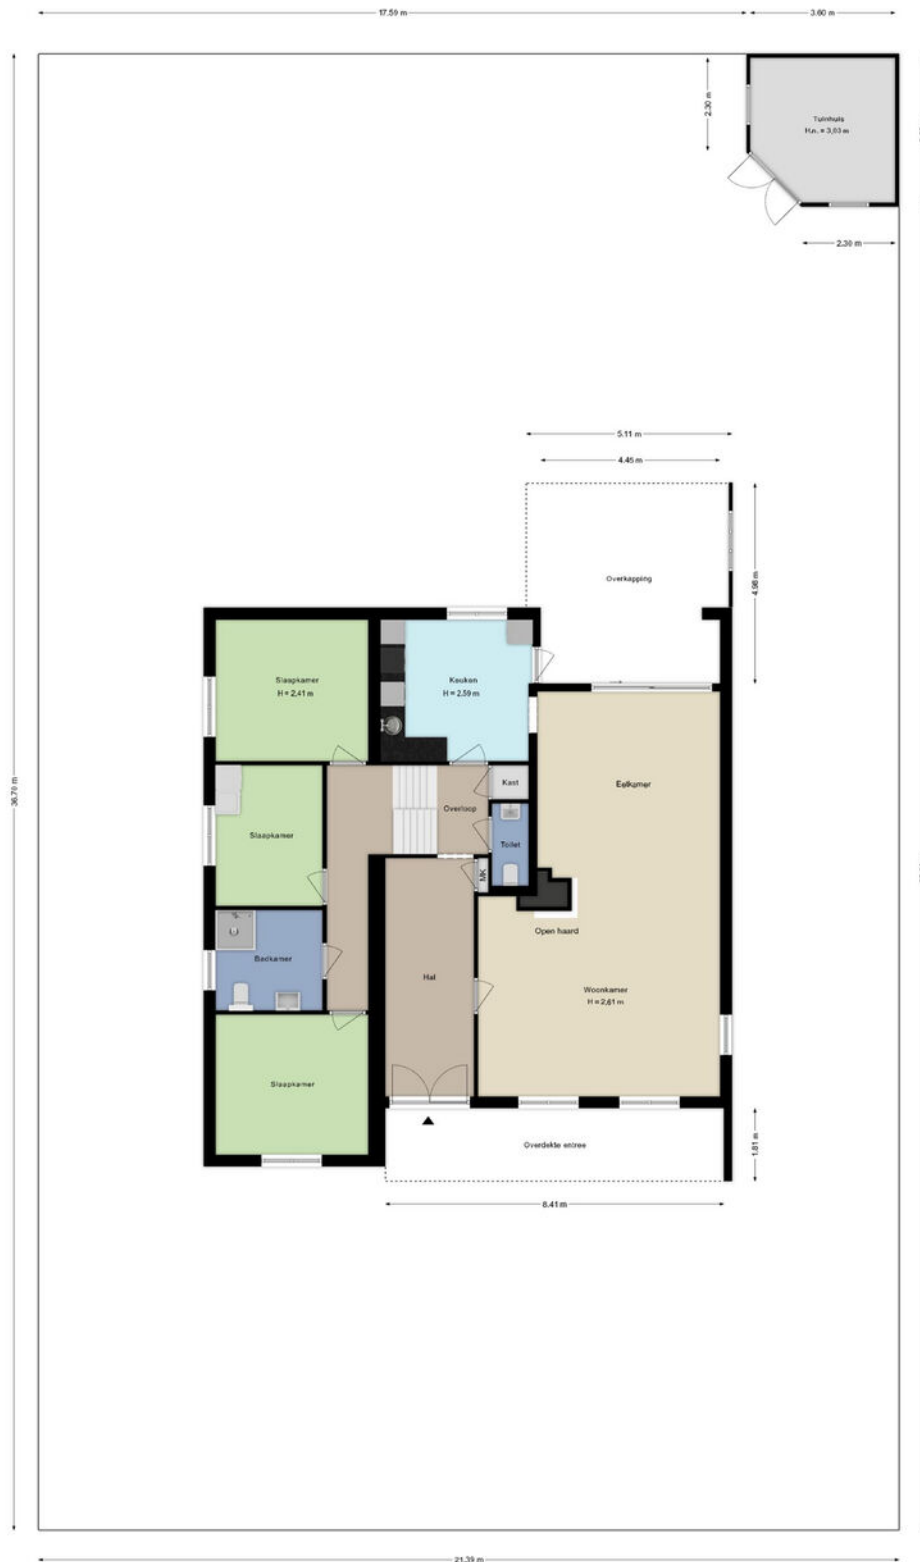 17.59 m
3.60 m
2.30 m
Tuinhuis
H.n. = 3,03 m
2.30 m
5.11 m
4.45 m
Overkapping
4.98 m
Slaapkamer
H = 2,41 m
Keuken
H = 2,59 m
36.70 m
Kast
Eetkamer
Overloop
Slaapkamer
Toilet
MK
Open haard
Badkamer
Hal
Woonkamer
H = 2,61 m
Slaapkamer
Overdekte entree
1.81 m
8.41 m
21.39 m